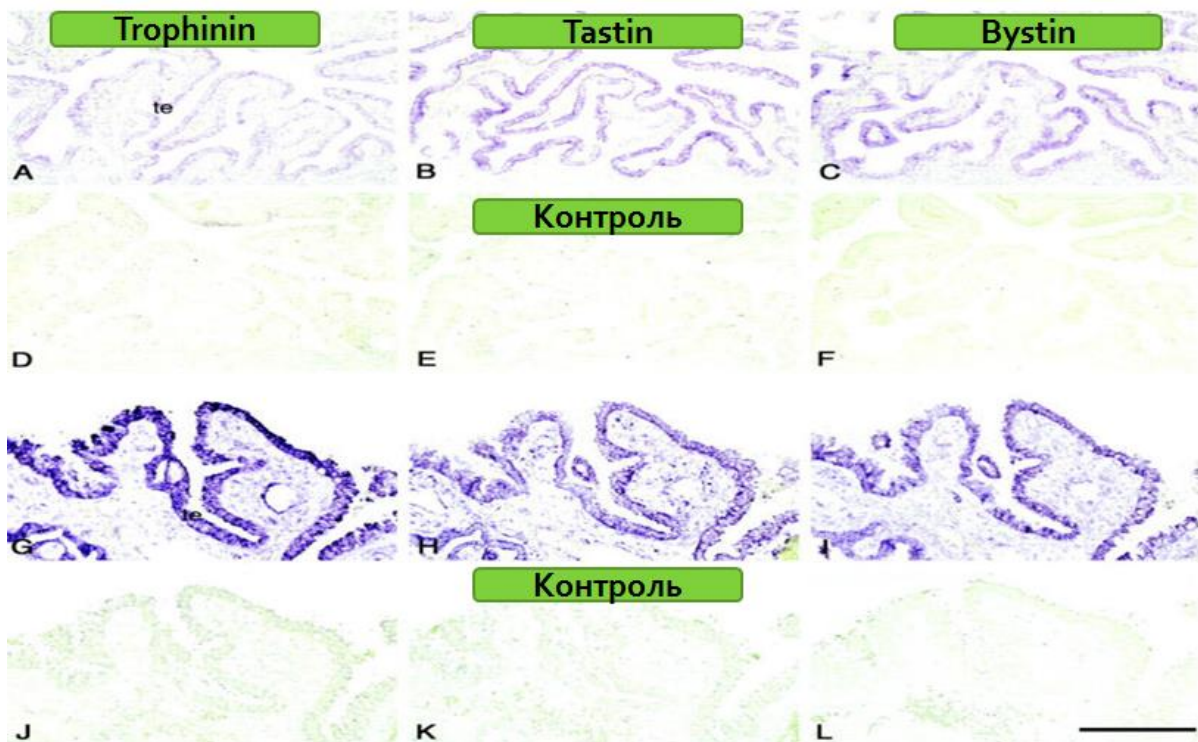 Trophinin Tastin Bystin
te
A B C
Контроль
D E F
te
G H I
Контроль
J K L